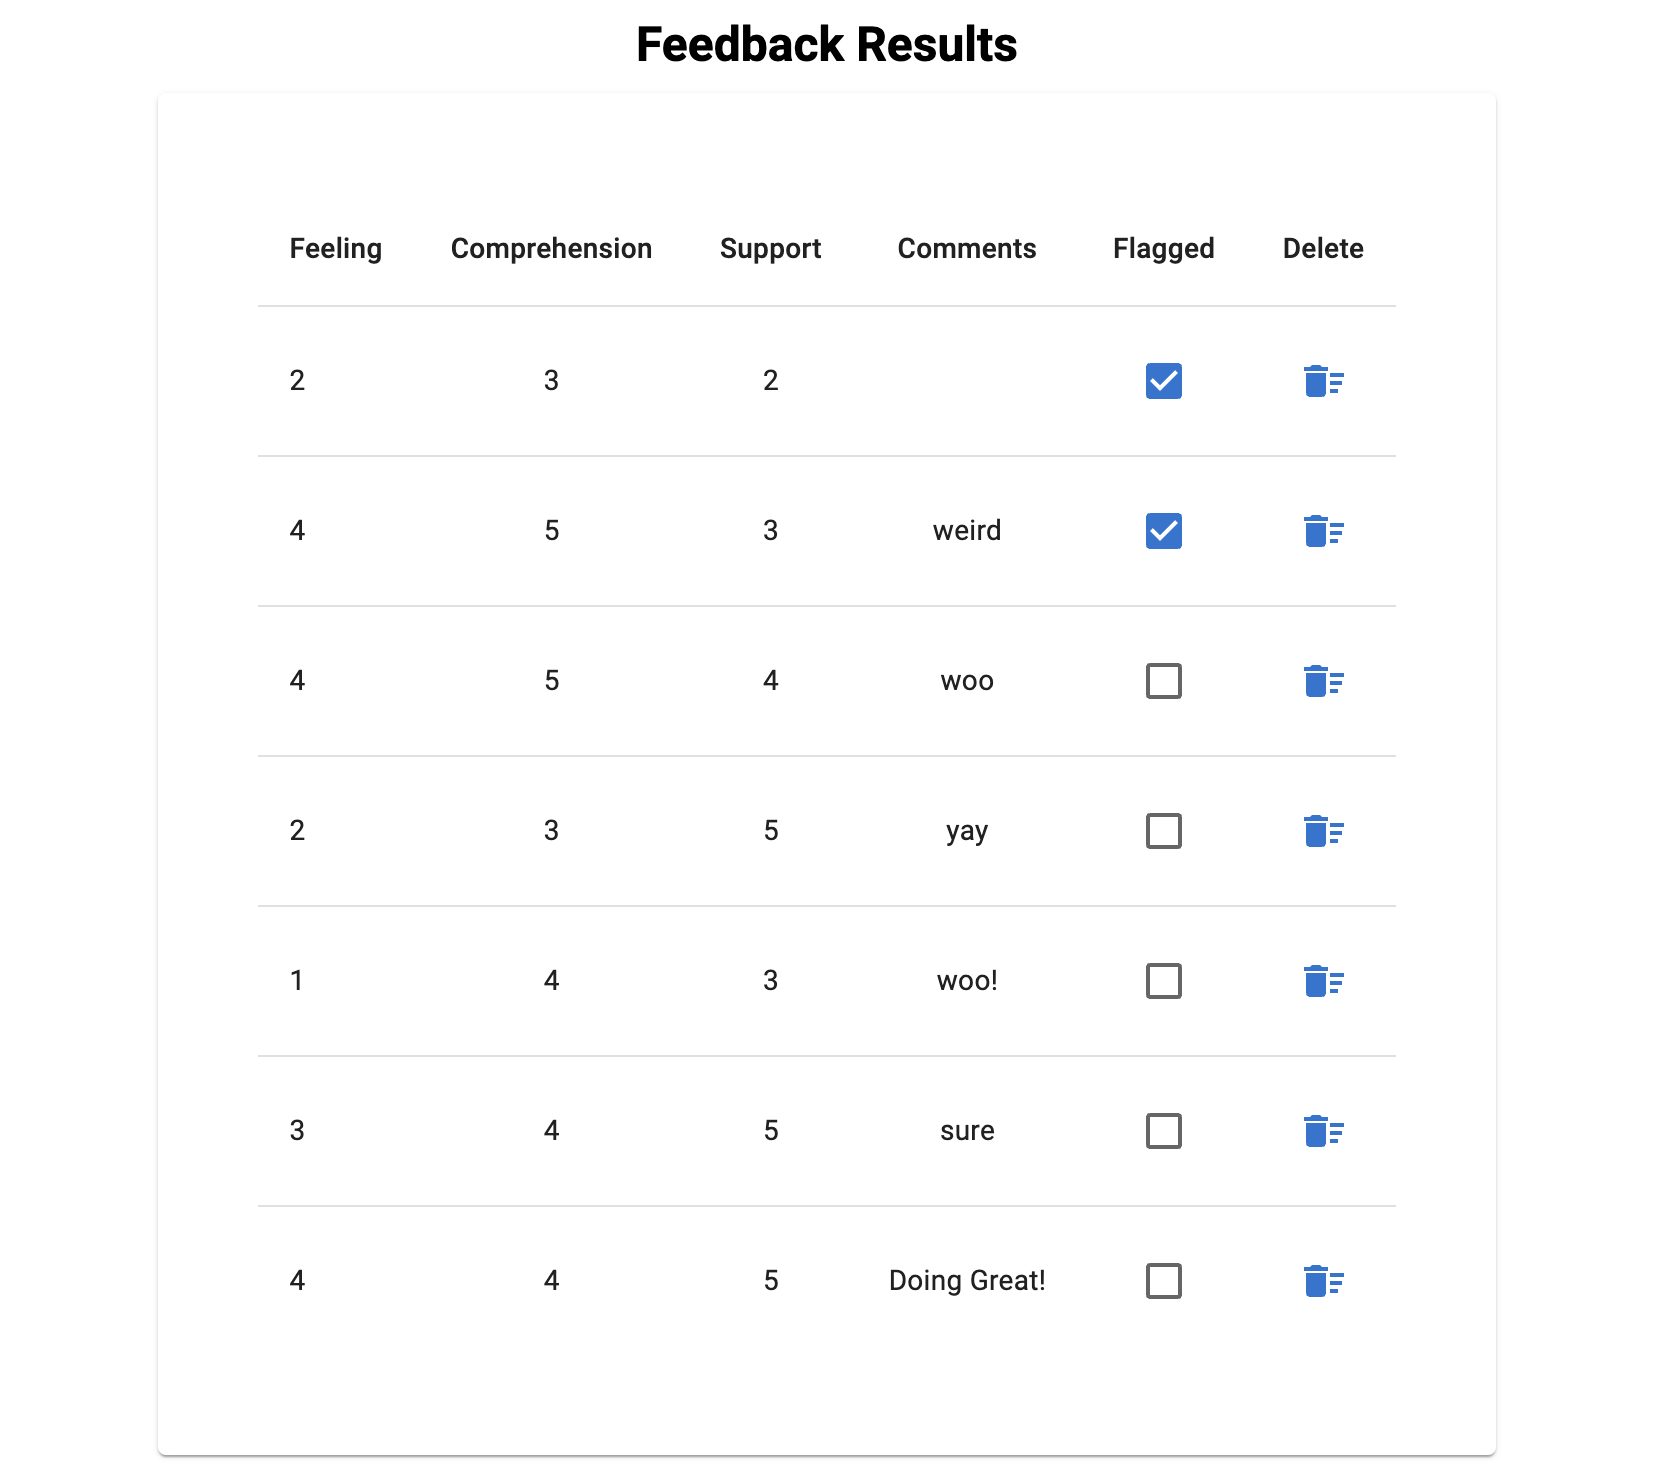 Feedback Results
Feeling Comprehension Support Comments Flagged Delete
2 3 2
4 5 3 weird
4 5 4 woo
2 3 5 yay
1 4 3 woo!
3 4 5 sure
4 4 5 Doing Great!